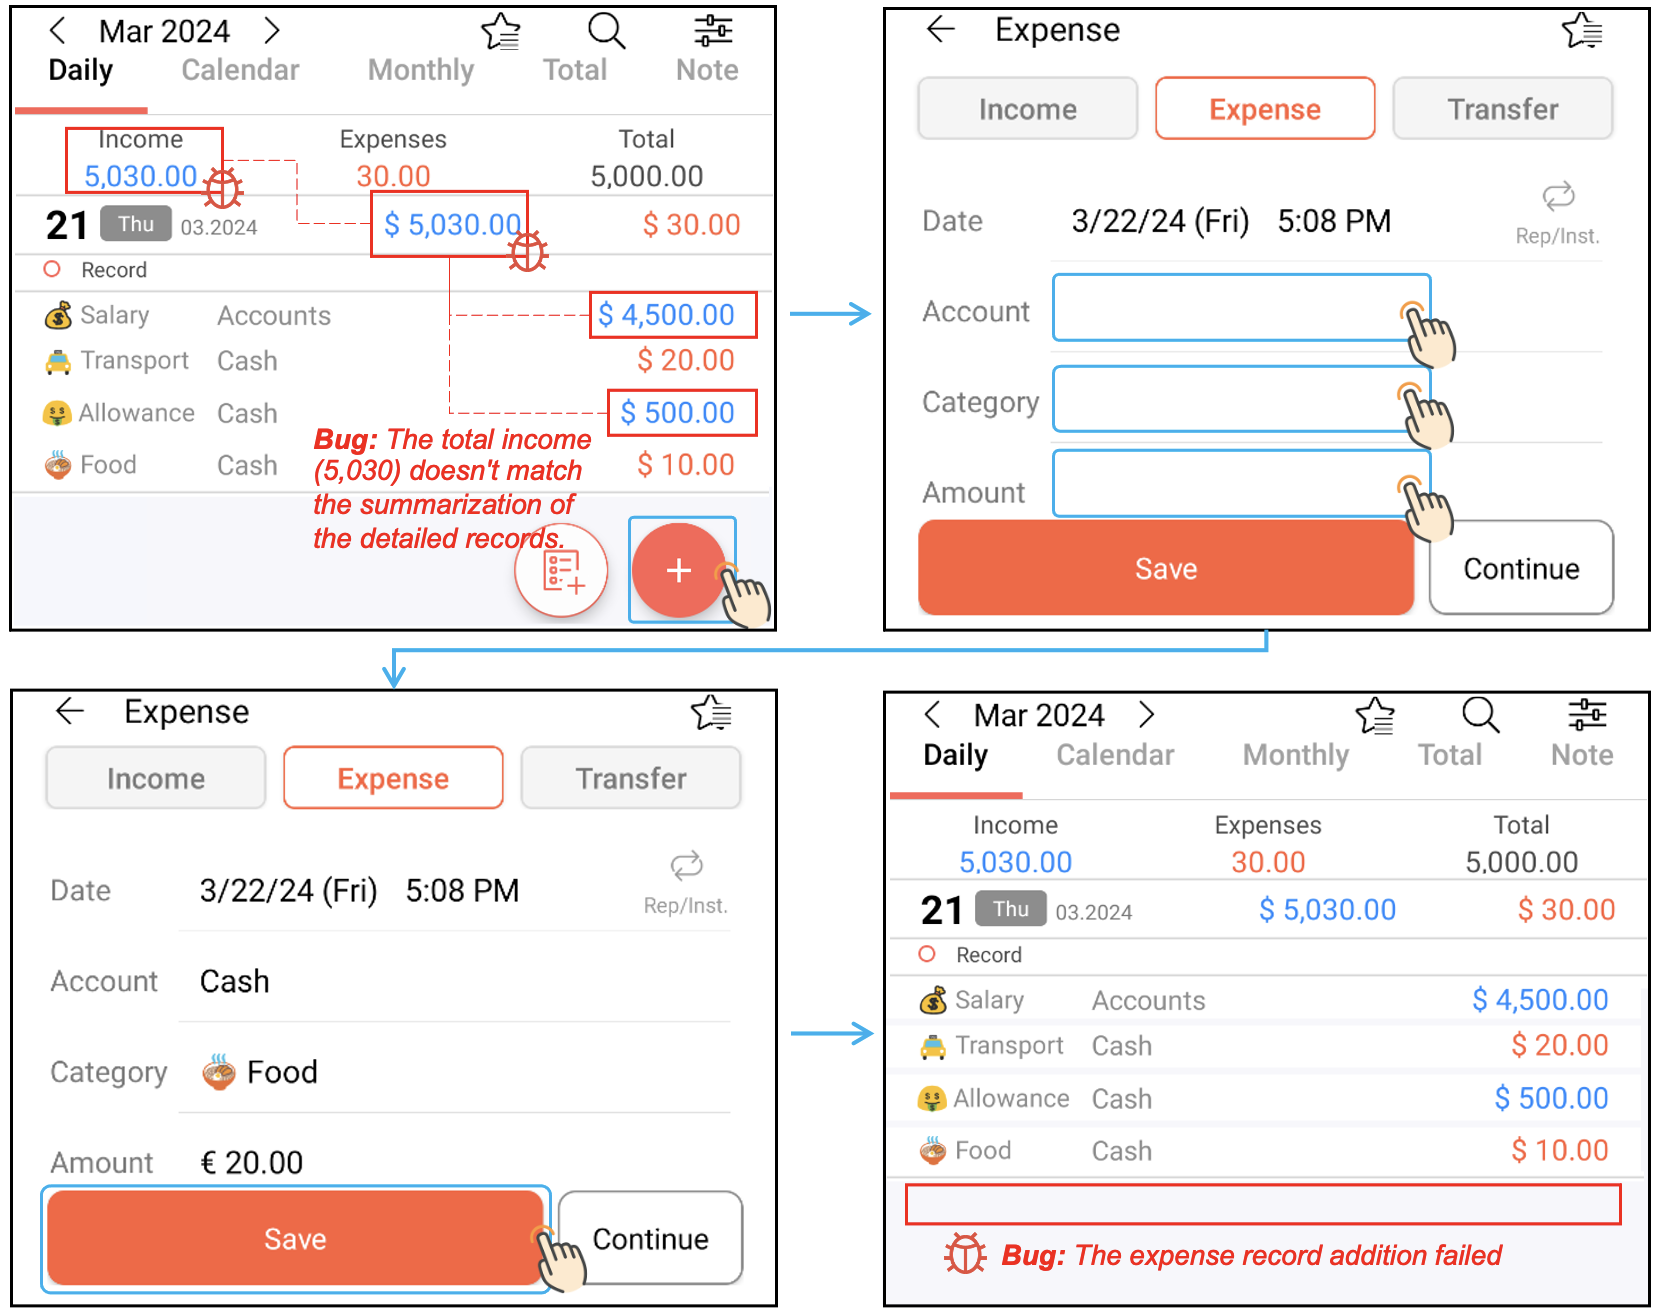 Mar 2024
Daily Calendar Monthly Total Note
Income Expenses Total
5,030.00 30.00 5,000.00
21 Thu 03.2024 $ 5,030.00 $ 30.00
Record
Salary Accounts $ 4,500.00
Transport Cash $ 20.00
Allowance Cash $ 500.00
Food Cash $ 10.00
Bug: The total income
(5,030) doesn't match
the summarization of
the detailed records.
Expense
Income Expense Transfer
Date 3/22/24 (Fri) 5:08 PM
Rep/Inst.
Account
Category
Amount
Save Continue
Expense
Income Expense Transfer
Date 3/22/24 (Fri) 5:08 PM
Rep/Inst.
Account Cash
Category Food
Amount € 20.00
Save Continue
Mar 2024
Daily Calendar Monthly Total Note
Income Expenses Total
5,030.00 30.00 5,000.00
21 Thu 03.2024 $ 5,030.00 $ 30.00
Record
Salary Accounts $ 4,500.00
Transport Cash $ 20.00
Allowance Cash $ 500.00
Food Cash $ 10.00
Bug: The expense record addition failed